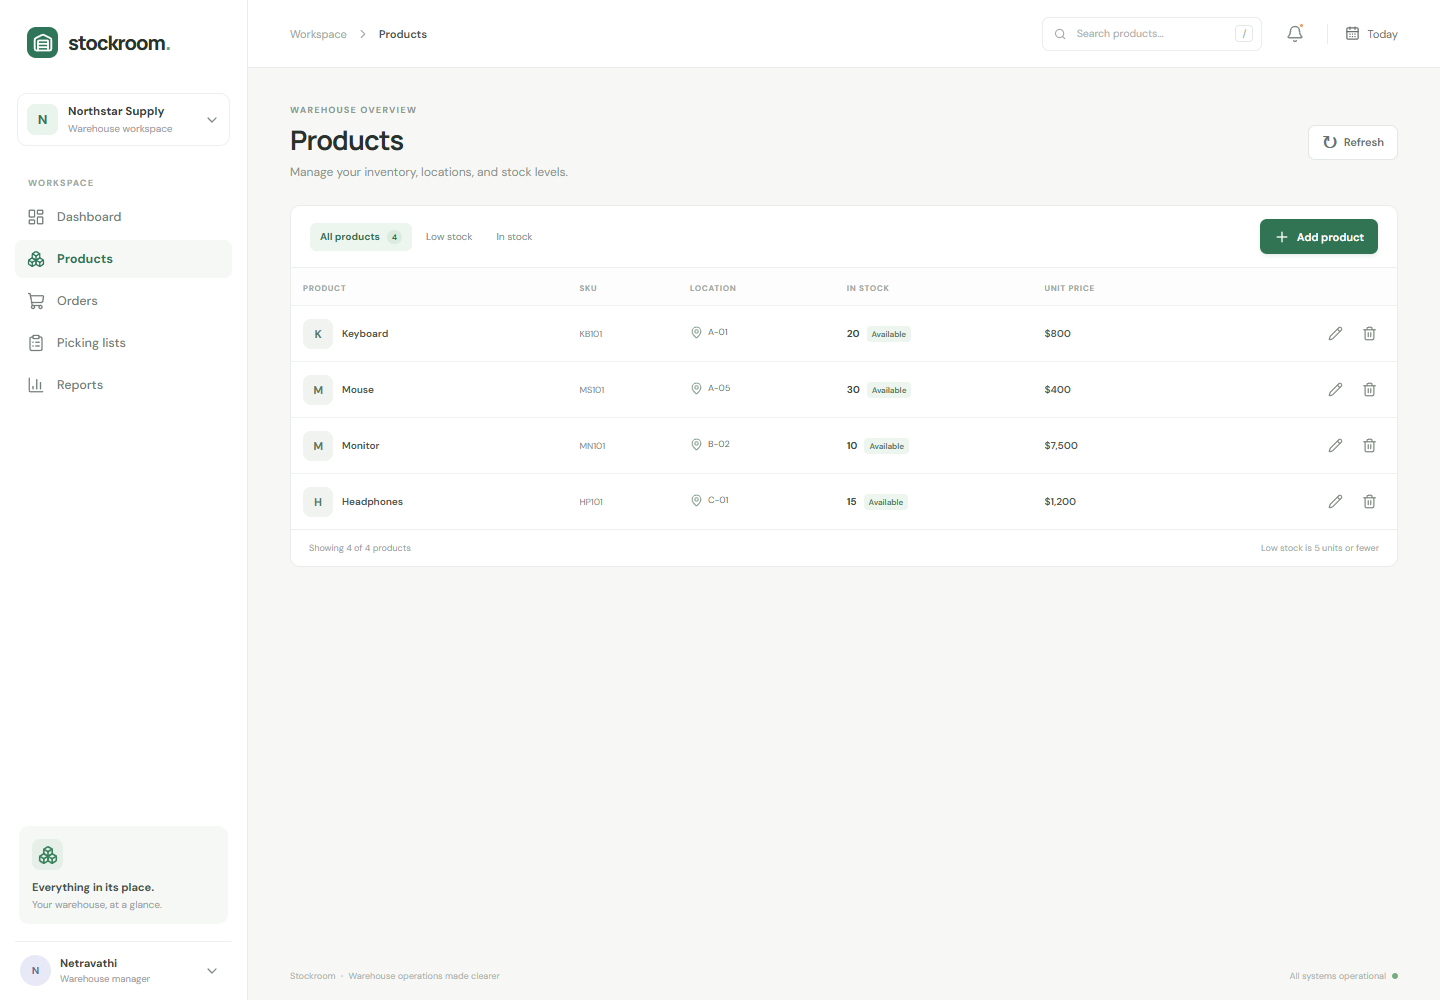 stockroom.
N
Northstar Supply
Warehouse workspace
WORKSPACE
Dashboard
Products
Orders
Picking lists
Reports
Everything in its place.
Your warehouse, at a glance.
N
Netravathi
Warehouse manager
Workspace
Products
Search products...
/
Today
WAREHOUSE OVERVIEW
Products
Manage your inventory, locations, and stock levels.
Refresh
All products 4 Low stock In stock
Add product
PRODUCT SKU LOCATION IN STOCK UNIT PRICE
K Keyboard KB101 A-01 20 Available $800
M Mouse MS101 A-05 30 Available $400
M Monitor MN101 B-02 10 Available $7,500
H Headphones HP101 C-01 15 Available $1,200
Showing 4 of 4 products
Low stock is 5 units or fewer
Stockroom · Warehouse operations made clearer
All systems operational